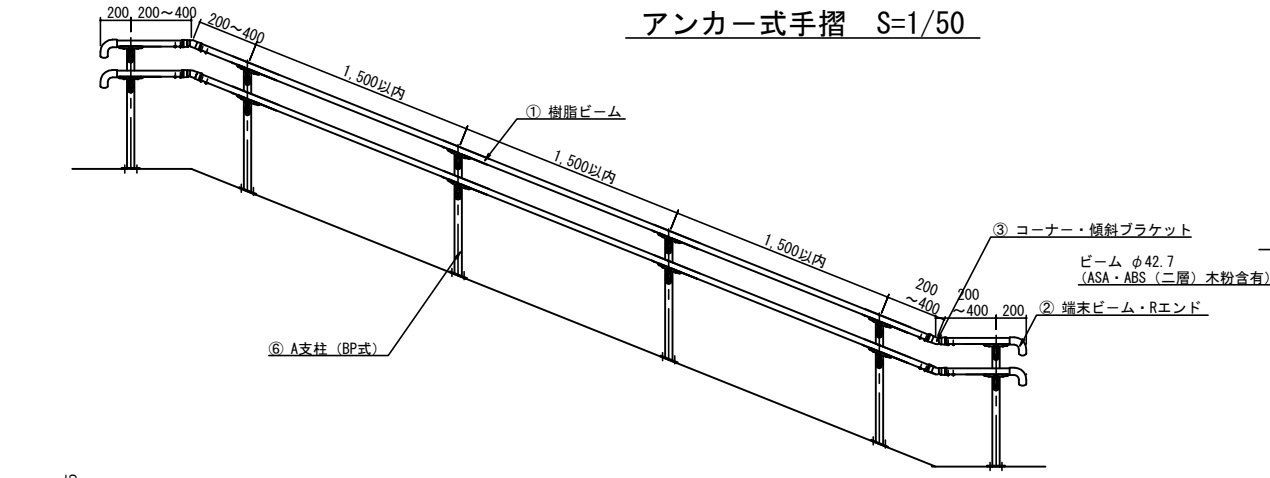 アンカー式手摺 S=1/50
200 200~400
200~400
1,500以内
① 樹脂ビーム
1,500以内
1,500以内
③ コーナー・傾斜ブラケット
ビーム φ42.7
(ASA・ABS (二層) 木粉含有)
200
~400
200
~400
200
② 端末ビーム・Rエンド
⑥ A支柱 (BP式)